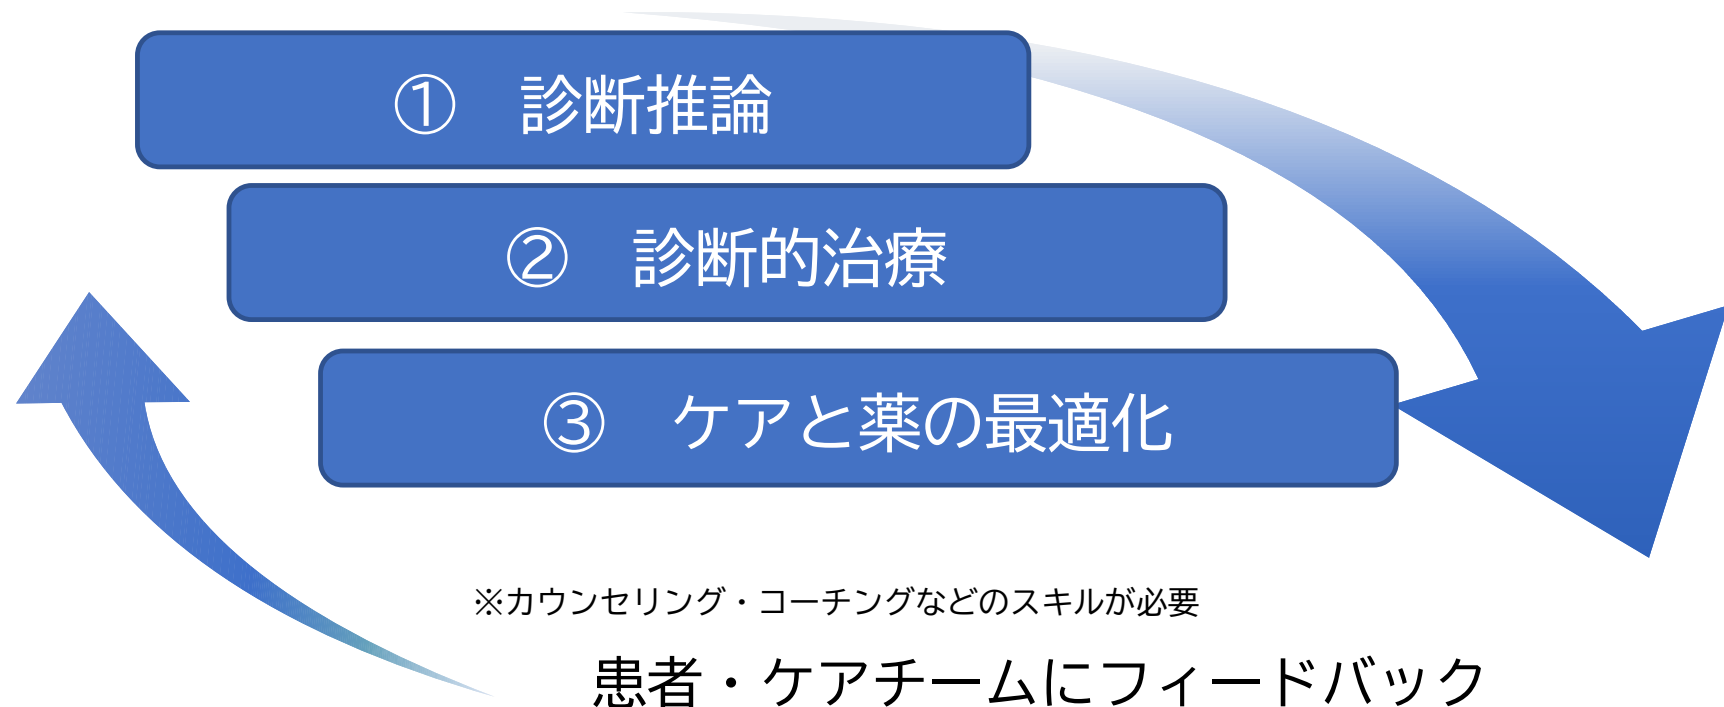 ① 診断推論
② 診断的治療
③ ケアと薬の最適化
※カウンセリング・コーチングなどのスキルが必要
患者・ケアチームにフィードバック